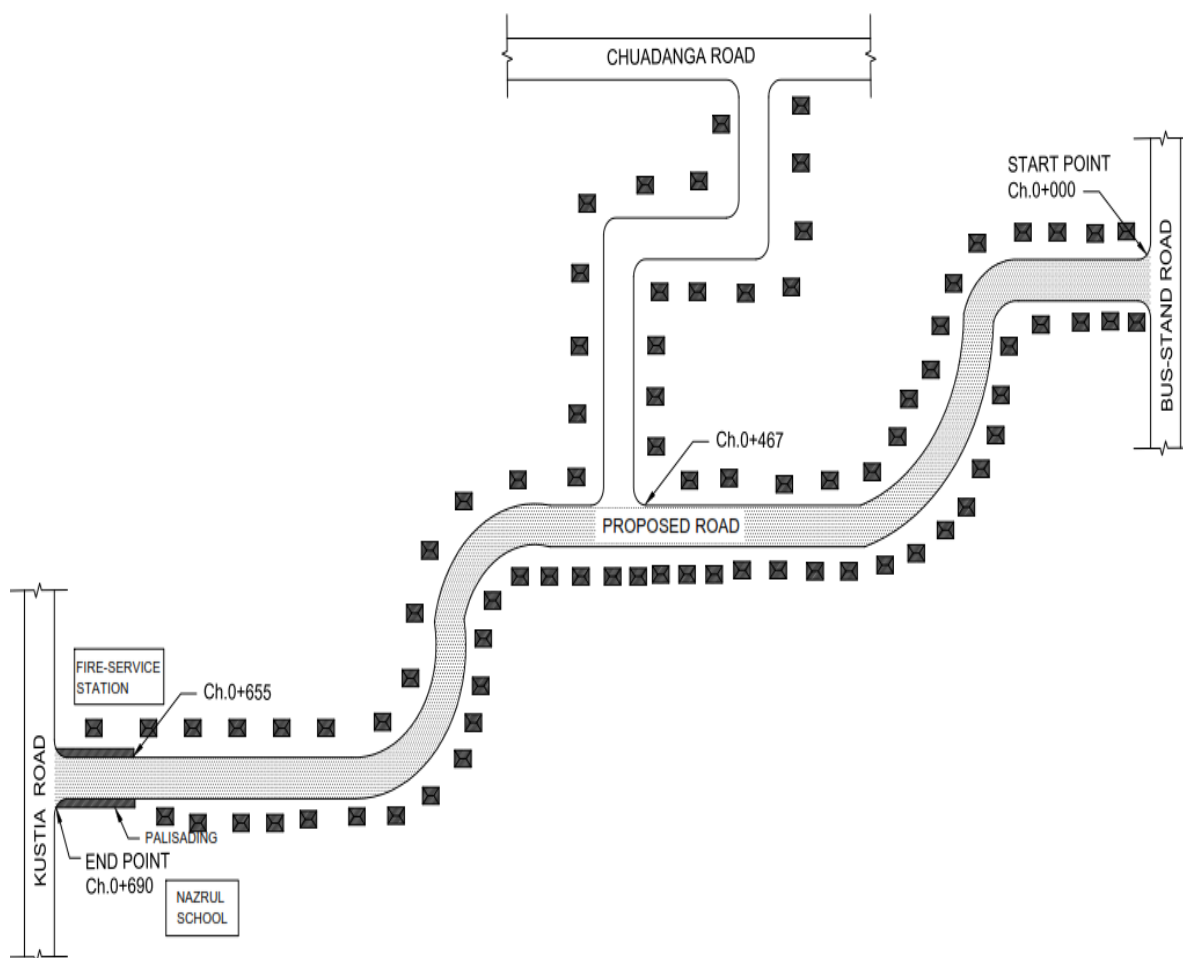 CHUADANGA ROAD
START POINT
Ch.0+000
BUS-STAND ROAD
Ch.0+467
PROPOSED ROAD
FIRE-SERVICE
STATION
Ch.0+655
KUSTIA ROAD
PALISADING
END POINT
Ch.0+690
NAZRUL
SCHOOL